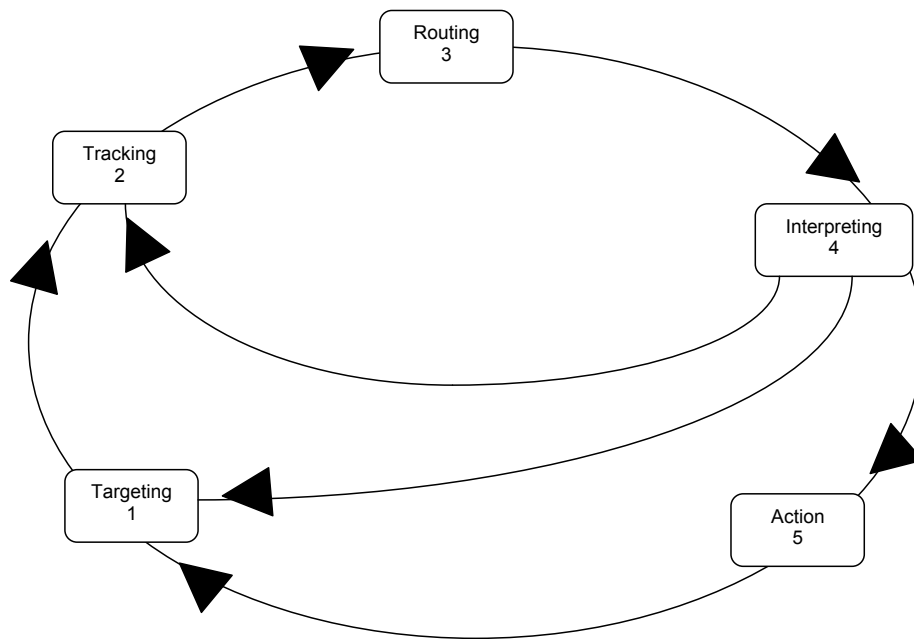 Routing
3
Tracking
2
Interpreting
4
Targeting
1
Action
5